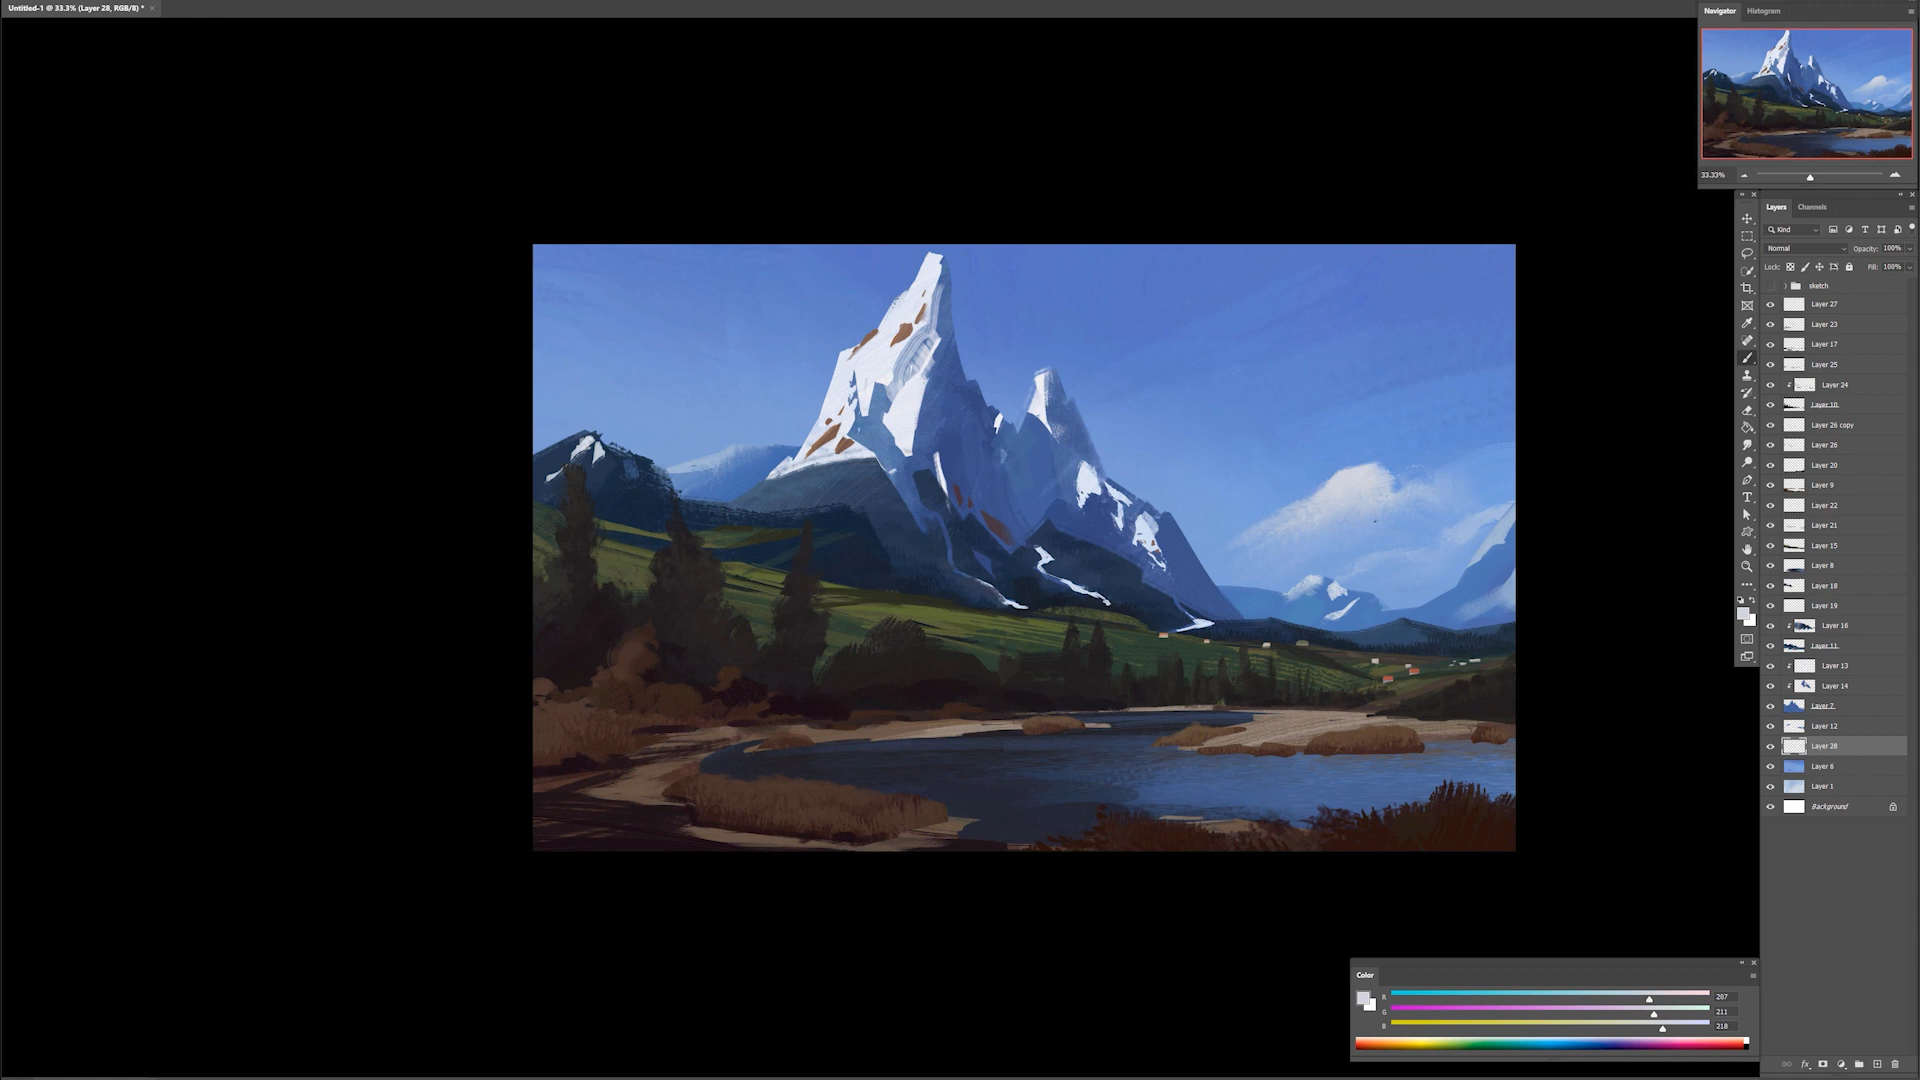 Untitled-1 @ 33.3% (Layer 28, RGB/8) *
Navigator
Histogram
33.33%
Layers
Channels
Kind
Normal
Opacity: 100%
Lock:
Fill: 100%
sketch
Layer 27
Layer 23
Layer 17
Layer 25
Layer 24
Layer 10
Layer 26 copy
Layer 26
Layer 20
Layer 9
Layer 22
Layer 21
Layer 15
Layer 8
Layer 18
Layer 19
Layer 16
Layer 11
Layer 13
Layer 14
Layer 7
Layer 12
Layer 28
Layer 6
Layer 1
Background
Color
R 207
G 211
B 218
fx